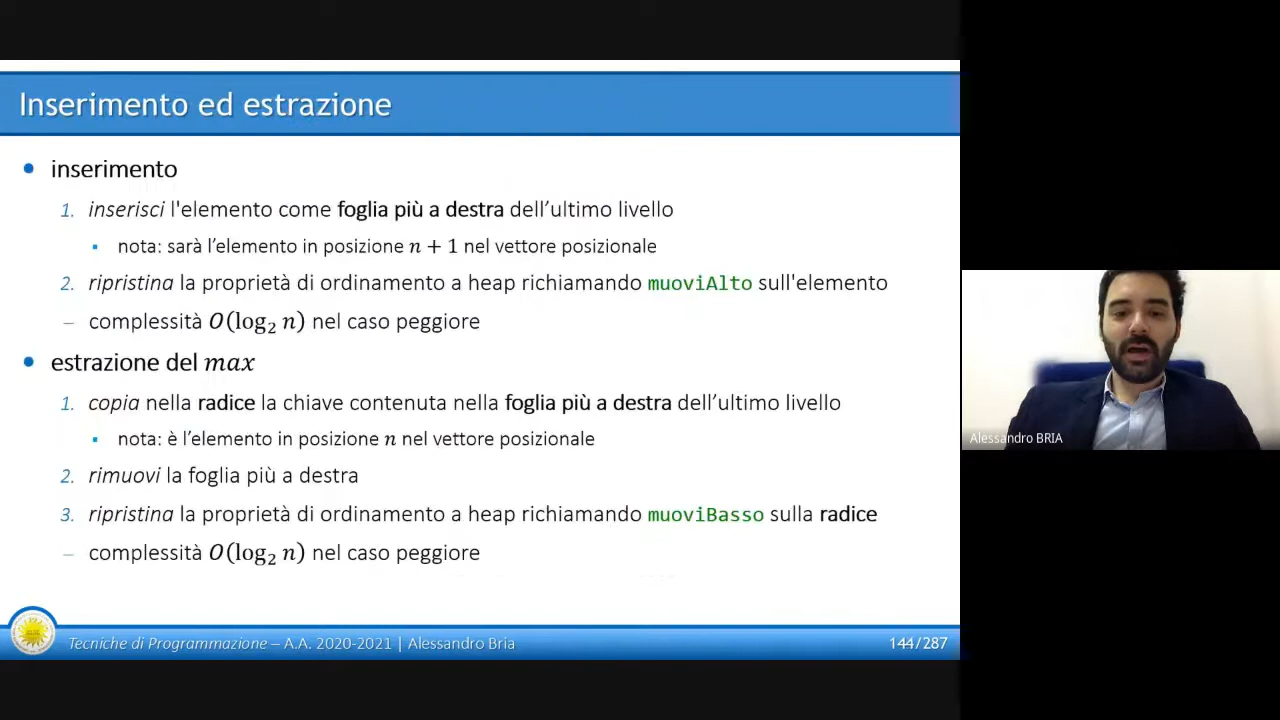 Inserimento ed estrazione
• inserimento
1. inserisci l'elemento come foglia più a destra dell’ultimo livello
▪ nota: sarà l’elemento in posizione n + 1 nel vettore posizionale
2. ripristina la proprietà di ordinamento a heap richiamando muoviAlto sull'elemento
– complessità O(log₂ n) nel caso peggiore
• estrazione del max
1. copia nella radice la chiave contenuta nella foglia più a destra dell’ultimo livello
▪ nota: è l’elemento in posizione n nel vettore posizionale
2. rimuovi la foglia più a destra
3. ripristina la proprietà di ordinamento a heap richiamando muoviBasso sulla radice
– complessità O(log₂ n) nel caso peggiore
Tecniche di Programmazione – A.A. 2020-2021 | Alessandro Bria
144/287
Alessandro BRIA